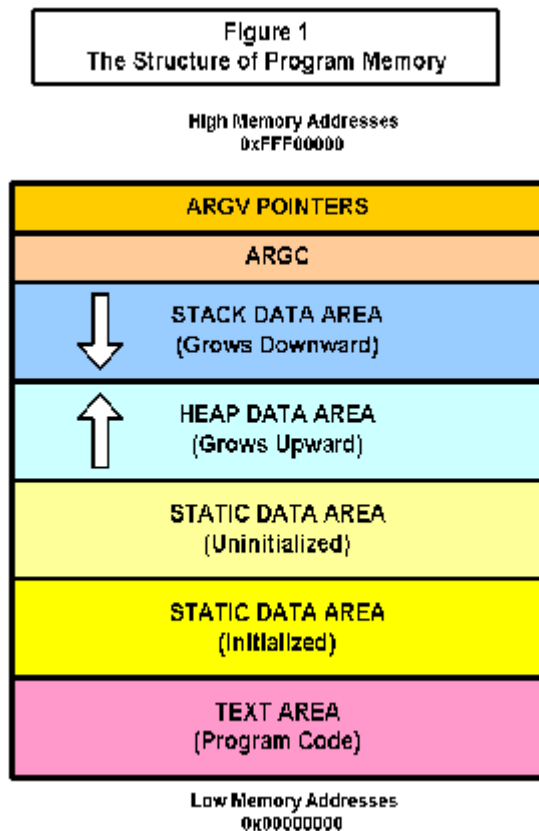 Figure 1
The Structure of Program Memory
High Memory Addresses
0xFFF00000
ARGV POINTERS
ARGC
STACK DATA AREA
(Grows Downward)
HEAP DATA AREA
(Grows Upward)
STATIC DATA AREA
(Uninitialized)
STATIC DATA AREA
(Initialized)
TEXT AREA
(Program Code)
Low Memory Addresses
0x00000000